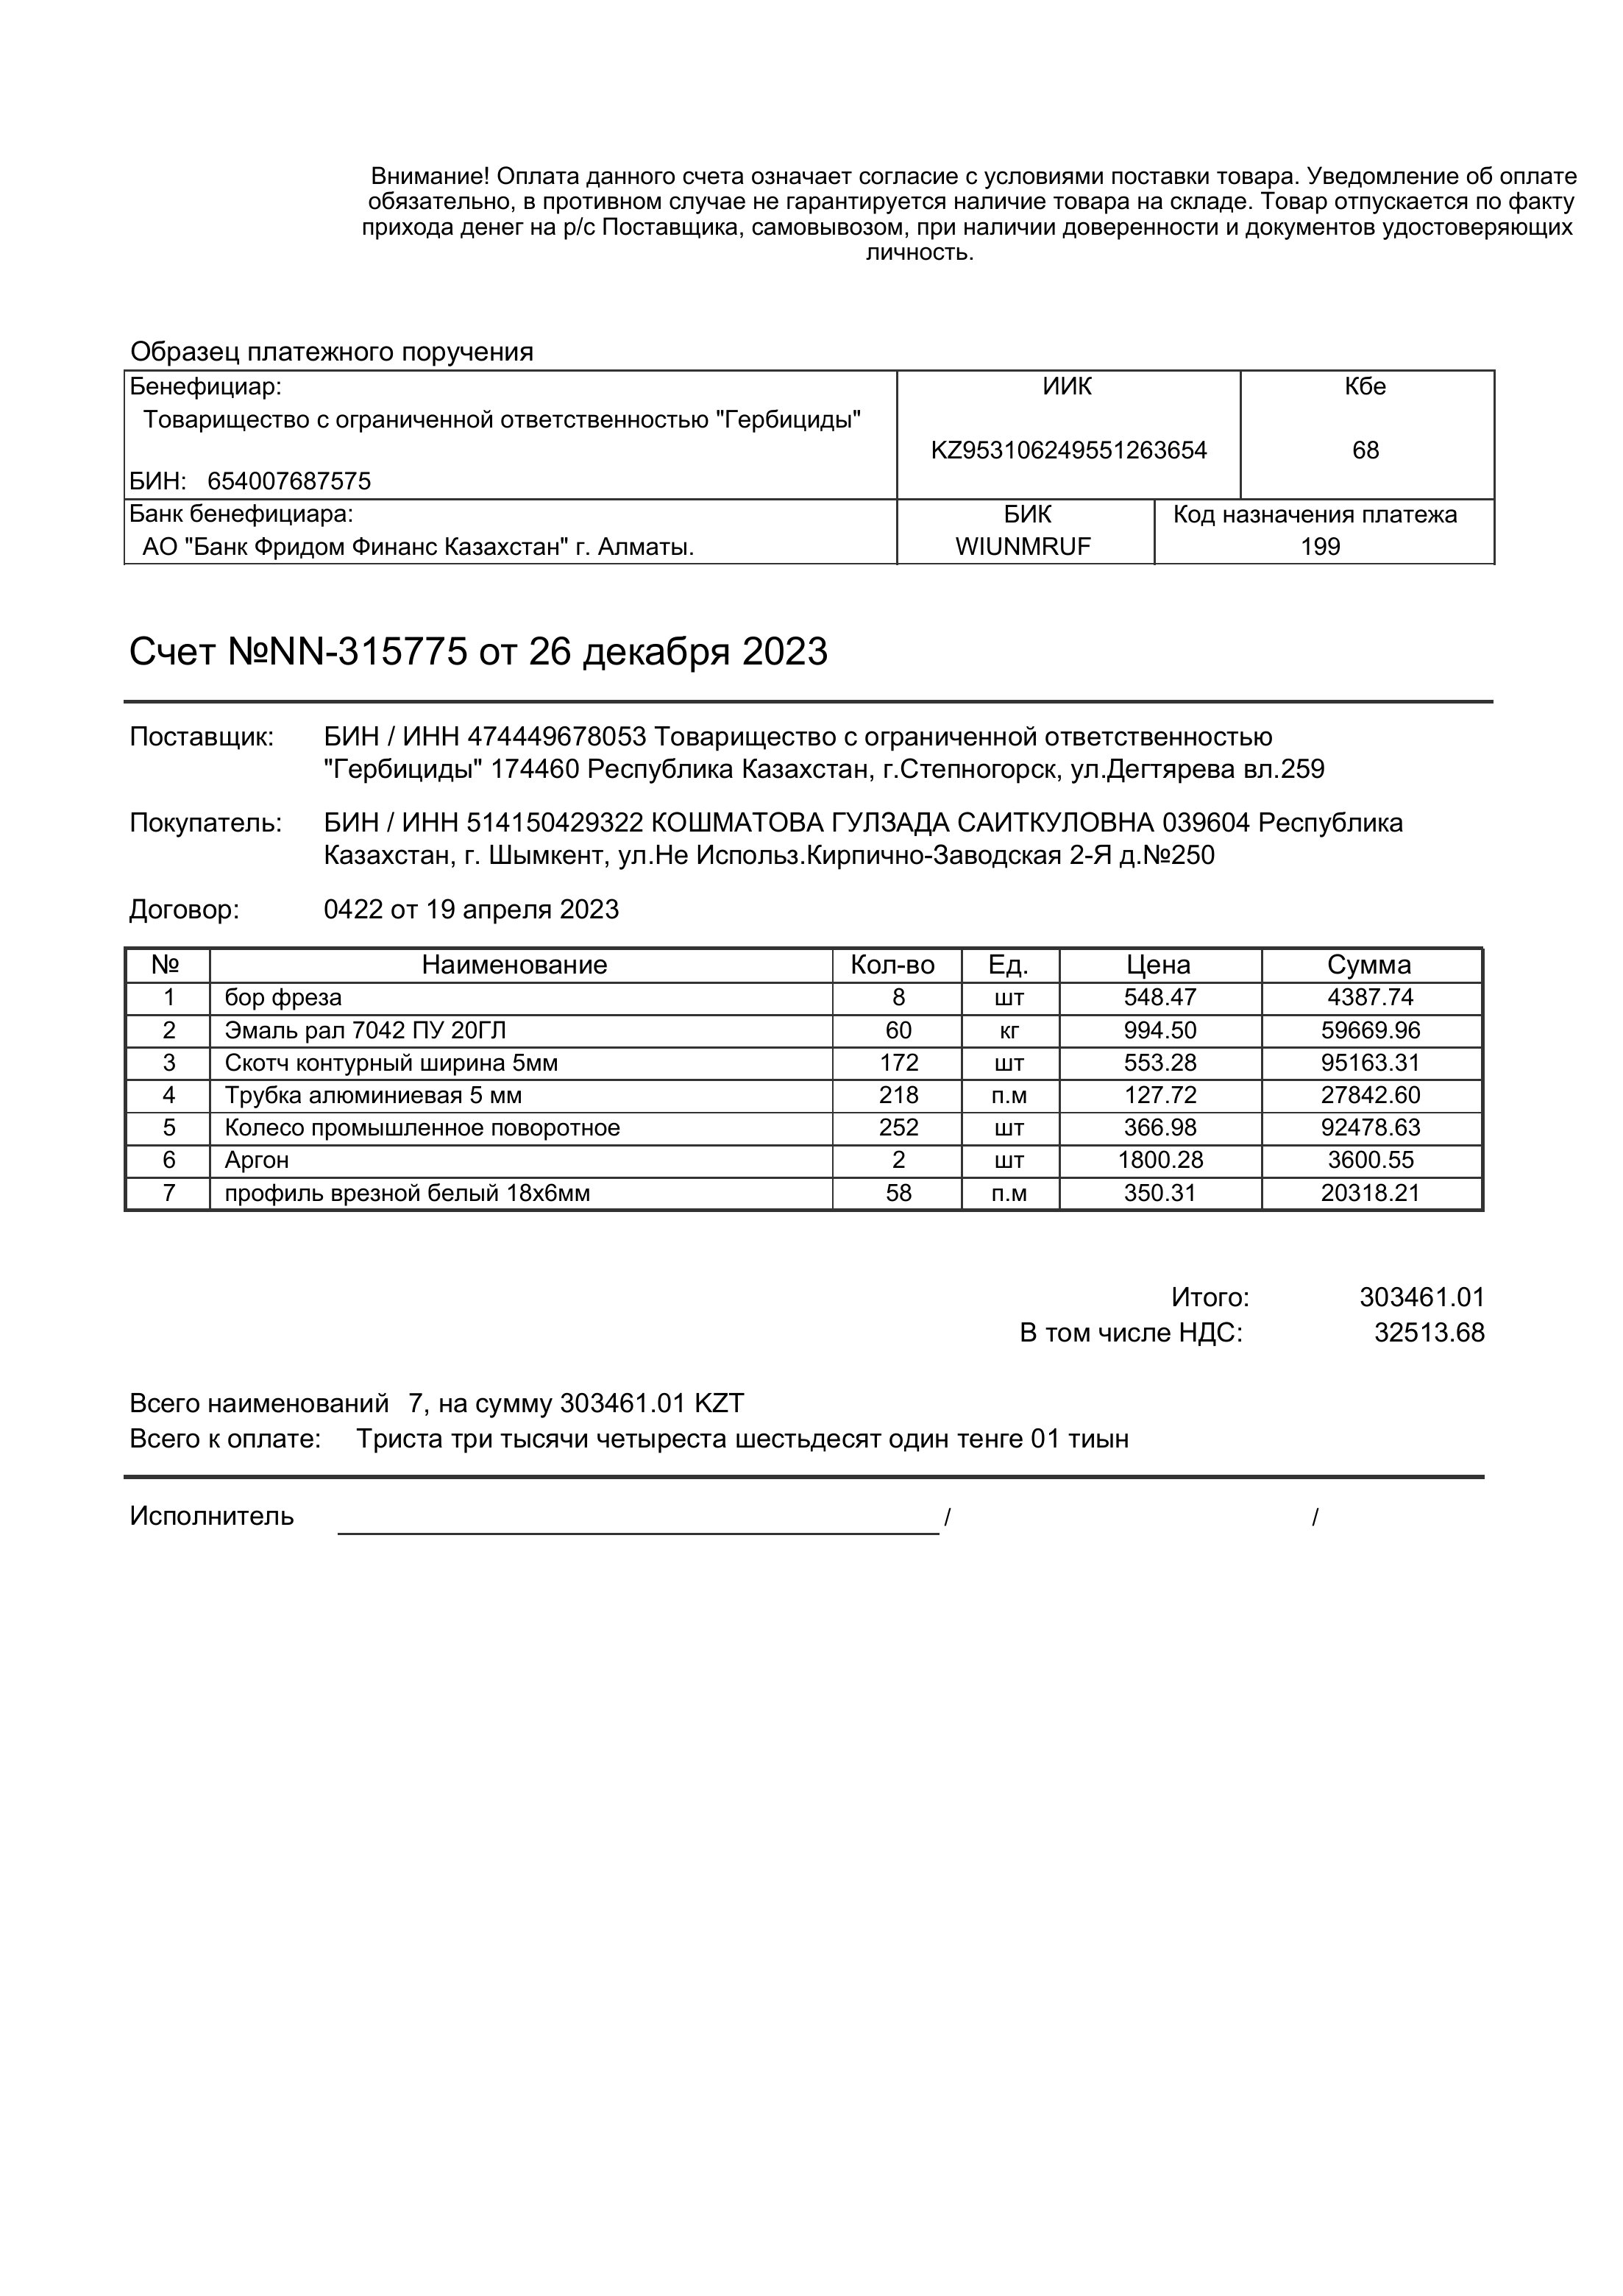 Внимание! Оплата данного счета означает согласие с условиями поставки товара. Уведомление об оплате
обязательно, в противном случае не гарантируется наличие товара на складе. Товар отпускается по факту
прихода денег на р/с Поставщика, самовывозом, при наличии доверенности и документов удостоверяющих
личность.
Образец платежного поручения
Бенефициар: ИИК Кбе
Товарищество с ограниченной ответственностью "Гербициды"
KZ953106249551263654 68
БИН: 654007687575
Банк бенефициара: БИК Код назначения платежа
АО "Банк Фридом Финанс Казахстан" г. Алматы. WIUNMRUF 199
Счет №NN-315775 от 26 декабря 2023
Поставщик: БИН / ИНН 474449678053 Товарищество с ограниченной ответственностью
"Гербициды" 174460 Республика Казахстан, г.Степногорск, ул.Дегтярева вл.259
Покупатель: БИН / ИНН 514150429322 КОШМАТОВА ГУЛЗАДА САИТКУЛОВНА 039604 Республика
Казахстан, г. Шымкент, ул.Не Использ.Кирпично-Заводская 2-Я д.№250
Договор: 0422 от 19 апреля 2023
№ Наименование Кол-во Ед. Цена Сумма
1 бор фреза 8 шт 548.47 4387.74
2 Эмаль рал 7042 ПУ 20ГЛ 60 кг 994.50 59669.96
3 Скотч контурный ширина 5мм 172 шт 553.28 95163.31
4 Трубка алюминиевая 5 мм 218 п.м 127.72 27842.60
5 Колесо промышленное поворотное 252 шт 366.98 92478.63
6 Аргон 2 шт 1800.28 3600.55
7 профиль врезной белый 18х6мм 58 п.м 350.31 20318.21
Итого: 303461.01
В том числе НДС: 32513.68
Всего наименований 7, на сумму 303461.01 KZT
Всего к оплате: Триста три тысячи четыреста шестьдесят один тенге 01 тиын
Исполнитель / /